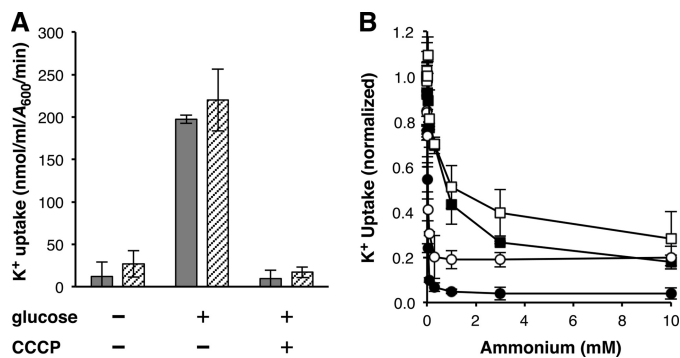 A
K+ uptake (nmol/ml/A600/min)
300
250
200
150
100
50
0
glucose − + +
CCCP − − +
B
K+ Uptake (normalized)
1.2
1.0
0.8
0.6
0.4
0.2
0.0
0 2 4 6 8 10
Ammonium (mM)